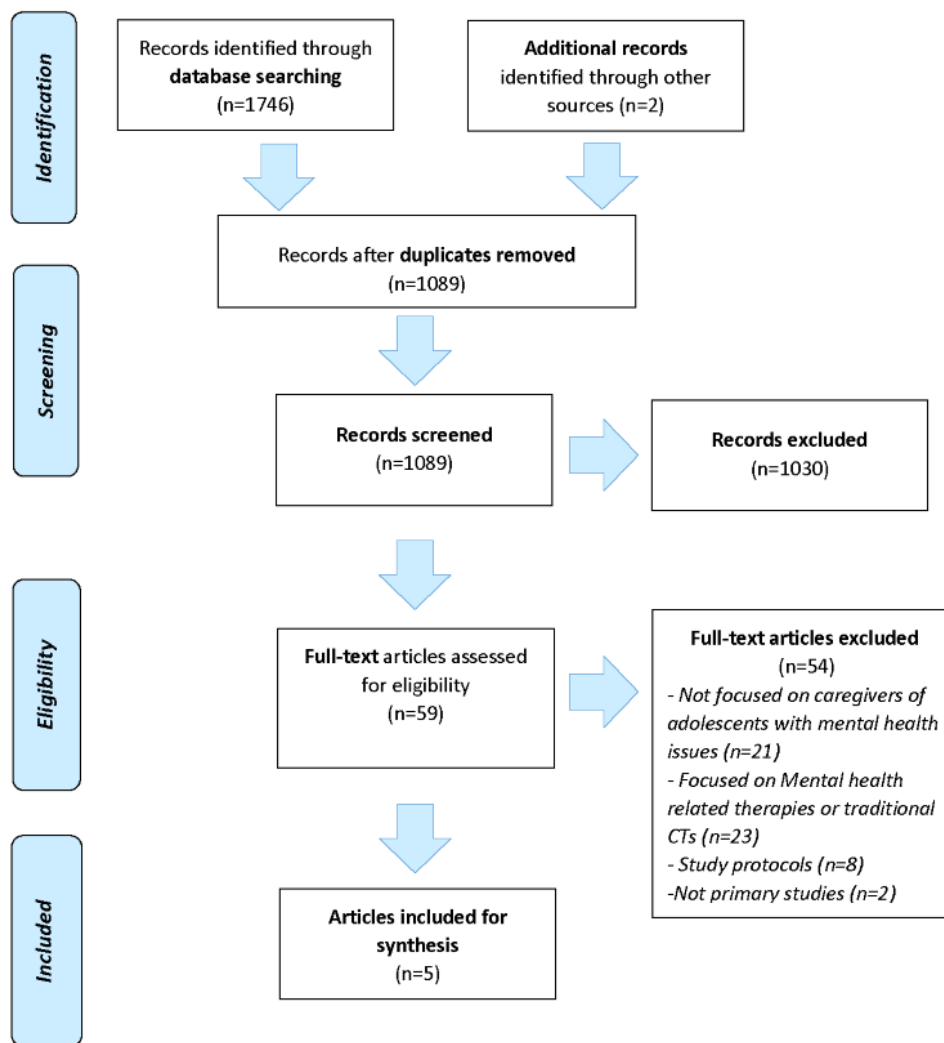 Identification
Records identified through
database searching
(n=1746)
Additional records
identified through other
sources (n=2)
Records after duplicates removed
(n=1089)
Screening
Records screened
(n=1089)
Records excluded
(n=1030)
Eligibility
Full-text articles assessed
for eligibility
(n=59)
Full-text articles excluded
(n=54)
- Not focused on caregivers of
adolescents with mental health
issues (n=21)
- Focused on Mental health
related therapies or traditional
CTs (n=23)
- Study protocols (n=8)
-Not primary studies (n=2)
Included
Articles included for
synthesis
(n=5)